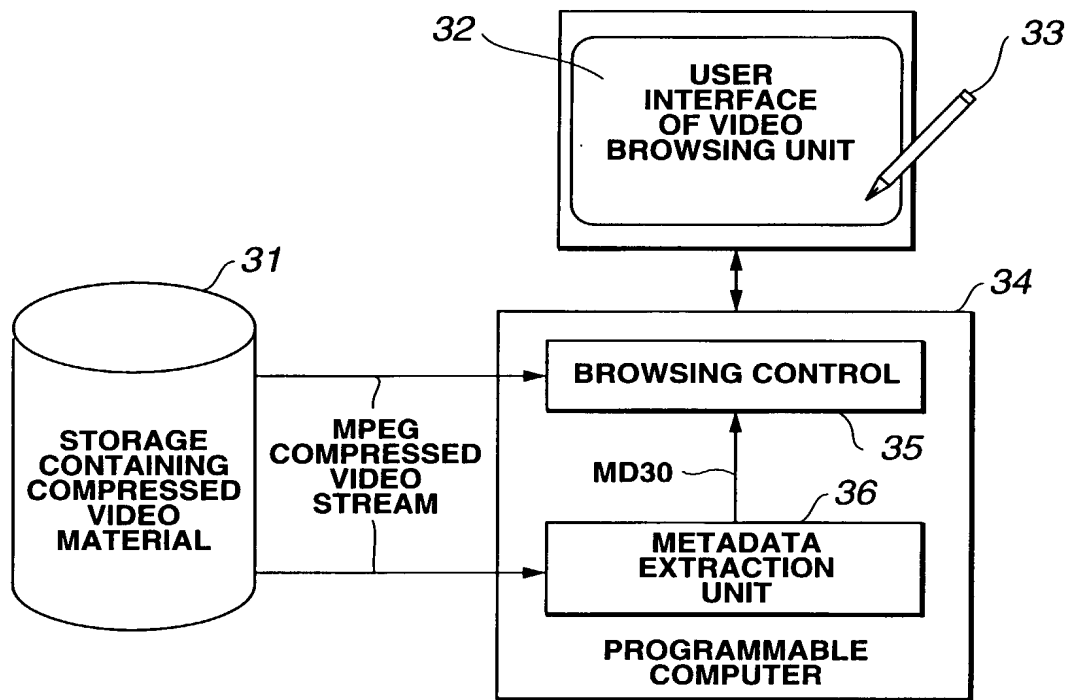 32
USER
INTERFACE
OF VIDEO
BROWSING UNIT
33
31
STORAGE
CONTAINING
COMPRESSED
VIDEO
MATERIAL
MPEG
COMPRESSED
VIDEO
STREAM
34
BROWSING CONTROL
35
MD30
36
METADATA
EXTRACTION
UNIT
PROGRAMMABLE
COMPUTER